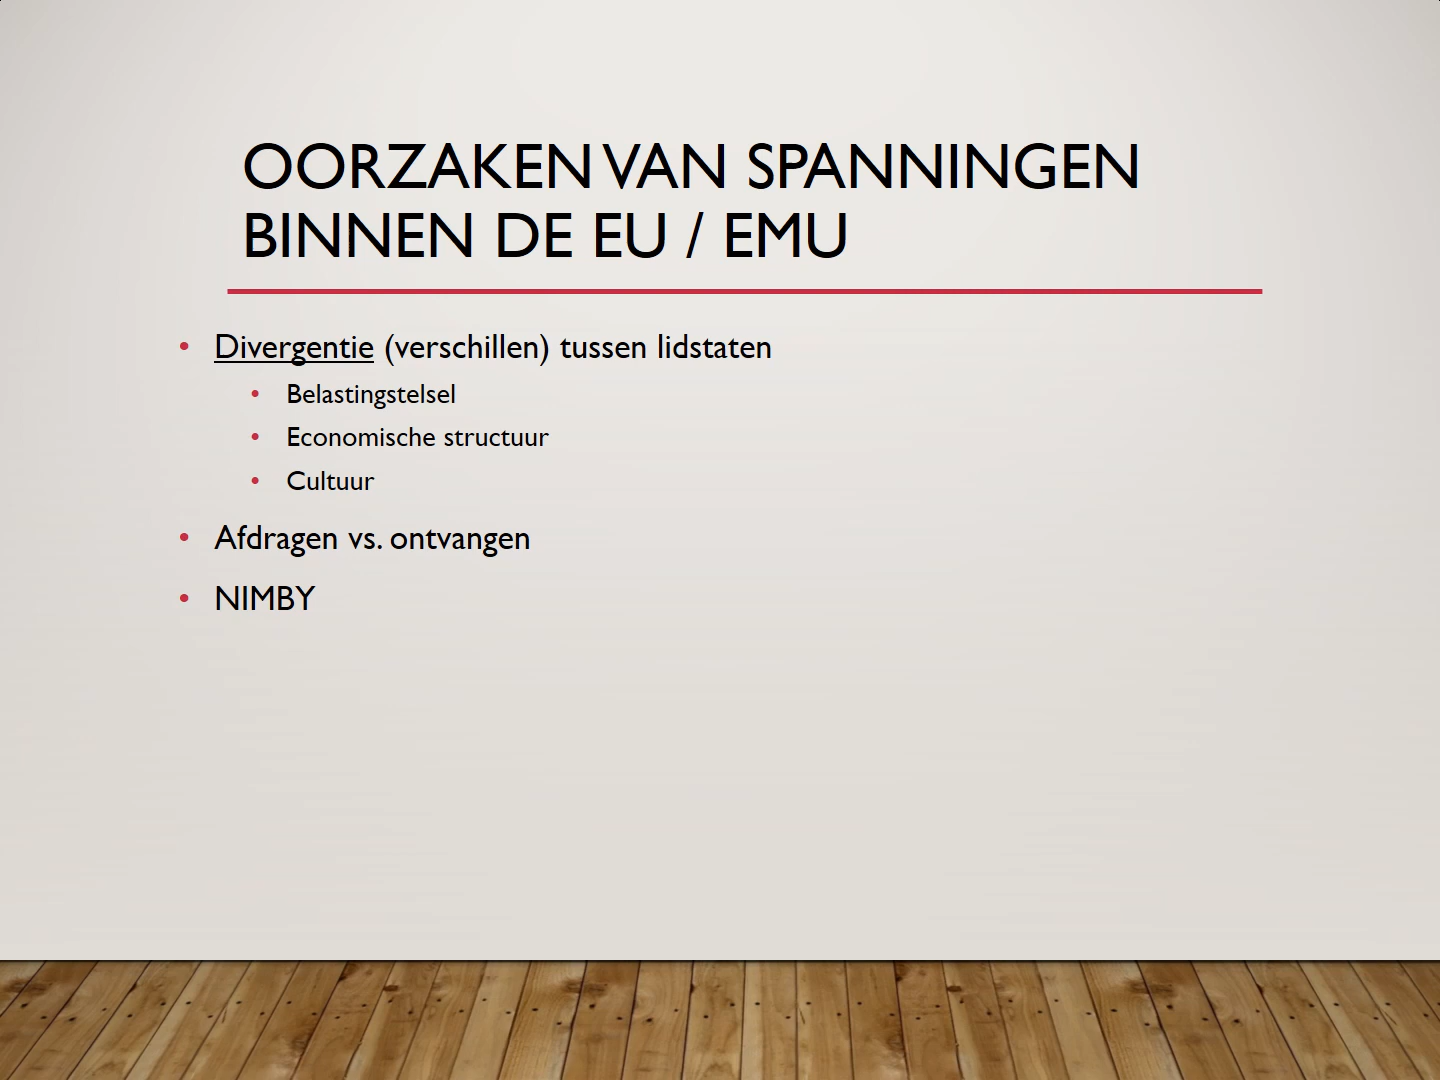 OORZAKEN VAN SPANNINGEN
BINNEN DE EU / EMU
• Divergentie (verschillen) tussen lidstaten
• Belastingstelsel
• Economische structuur
• Cultuur
• Afdragen vs. ontvangen
• NIMBY